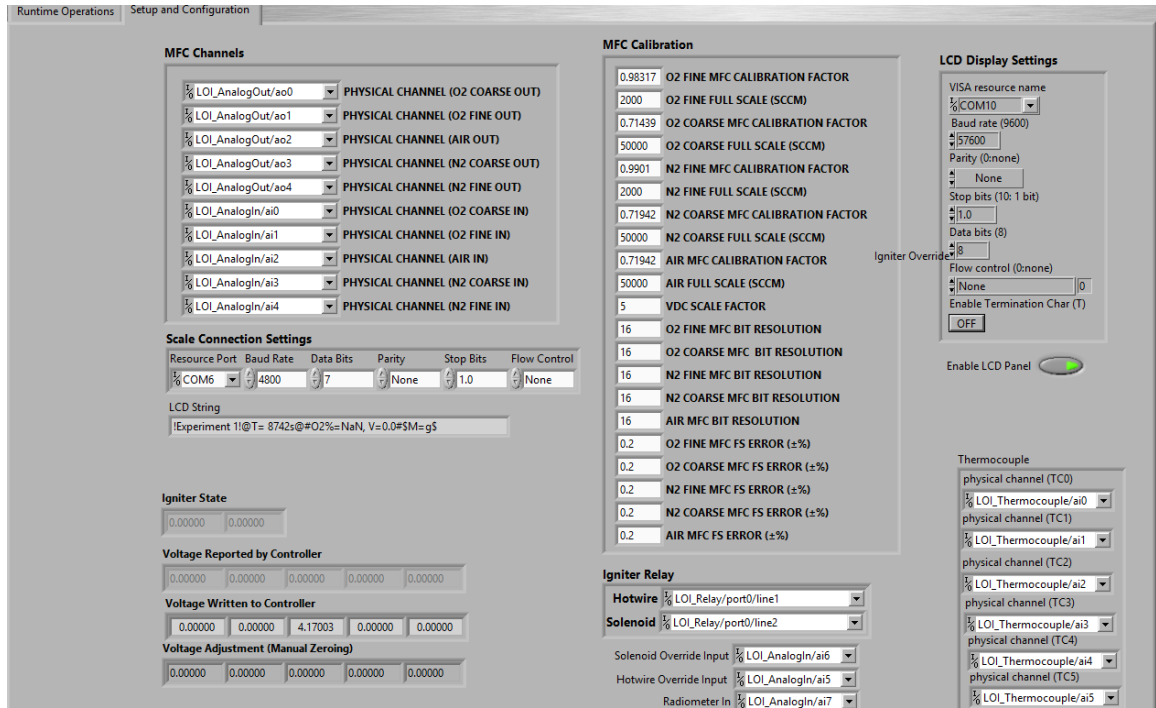 Runtime Operations
Setup and Configuration
MFC Channels
LOI_AnalogOut/ao0 PHYSICAL CHANNEL (O2 COARSE OUT)
LOI_AnalogOut/ao1 PHYSICAL CHANNEL (O2 FINE OUT)
LOI_AnalogOut/ao2 PHYSICAL CHANNEL (AIR OUT)
LOI_AnalogOut/ao3 PHYSICAL CHANNEL (N2 COARSE OUT)
LOI_AnalogOut/ao4 PHYSICAL CHANNEL (N2 FINE OUT)
LOI_AnalogIn/ai0 PHYSICAL CHANNEL (O2 COARSE IN)
LOI_AnalogIn/ai1 PHYSICAL CHANNEL (O2 FINE IN)
LOI_AnalogIn/ai2 PHYSICAL CHANNEL (AIR IN)
LOI_AnalogIn/ai3 PHYSICAL CHANNEL (N2 COARSE IN)
LOI_AnalogIn/ai4 PHYSICAL CHANNEL (N2 FINE IN)
Scale Connection Settings
Resource Port Baud Rate Data Bits Parity Stop Bits Flow Control
COM6 4800 7 None 1.0 None
LCD String
!Experiment 1!@T= 8742s@#O2%=NaN, V=0.0#$M=g$
Igniter State
0.00000 0.00000
Voltage Reported by Controller
0.00000 0.00000 0.00000 0.00000 0.00000
Voltage Written to Controller
0.00000 0.00000 4.17003 0.00000 0.00000
Voltage Adjustment (Manual Zeroing)
0.00000 0.00000 0.00000 0.00000 0.00000
MFC Calibration
0.98317 O2 FINE MFC CALIBRATION FACTOR
2000 O2 FINE FULL SCALE (SCCM)
0.71439 O2 COARSE MFC CALIBRATION FACTOR
50000 O2 COARSE FULL SCALE (SCCM)
0.9901 N2 FINE MFC CALIBRATION FACTOR
2000 N2 FINE FULL SCALE (SCCM)
0.71942 N2 COARSE MFC CALIBRATION FACTOR
50000 N2 COARSE FULL SCALE (SCCM)
0.71942 AIR MFC CALIBRATION FACTOR
50000 AIR FULL SCALE (SCCM)
5 VDC SCALE FACTOR
16 O2 FINE MFC BIT RESOLUTION
16 O2 COARSE MFC BIT RESOLUTION
16 N2 FINE MFC BIT RESOLUTION
16 N2 COARSE MFC BIT RESOLUTION
16 AIR MFC BIT RESOLUTION
0.2 O2 FINE MFC FS ERROR (±%)
0.2 O2 COARSE MFC FS ERROR (±%)
0.2 N2 FINE MFC FS ERROR (±%)
0.2 N2 COARSE MFC FS ERROR (±%)
0.2 AIR MFC FS ERROR (±%)
Igniter Relay
Hotwire LOI_Relay/port0/line1
Solenoid LOI_Relay/port0/line2
Solenoid Override Input LOI_AnalogIn/ai6
Hotwire Override Input LOI_AnalogIn/ai5
Radiometer In LOI_AnalogIn/ai7
Igniter Override
LCD Display Settings
VISA resource name
COM10
Baud rate (9600)
57600
Parity (0:none)
None
Stop bits (10: 1 bit)
1.0
Data bits (8)
8
Flow control (0:none)
None 0
Enable Termination Char (T)
OFF
Enable LCD Panel
Thermocouple
physical channel (TC0)
LOI_Thermocouple/ai0
physical channel (TC1)
LOI_Thermocouple/ai1
physical channel (TC2)
LOI_Thermocouple/ai2
physical channel (TC3)
LOI_Thermocouple/ai3
physical channel (TC4)
LOI_Thermocouple/ai4
physical channel (TC5)
LOI_Thermocouple/ai5